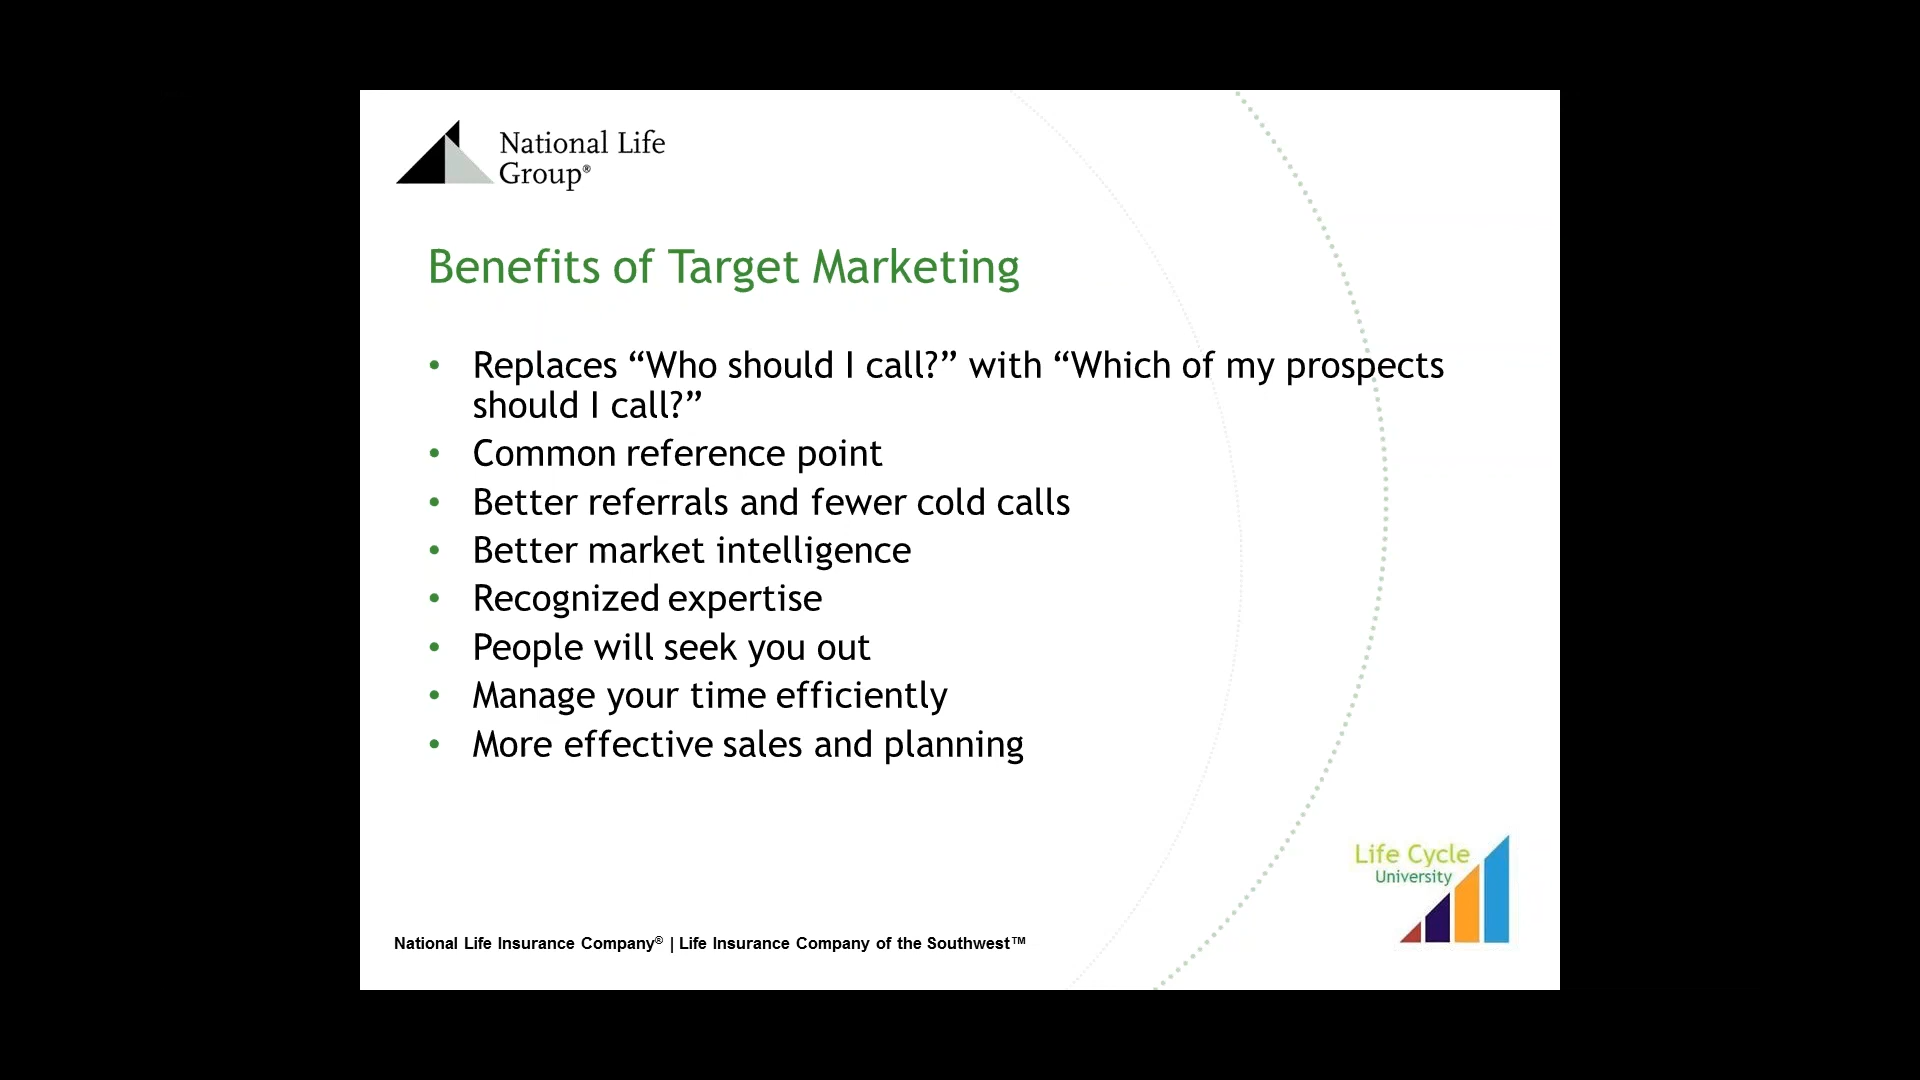 National Life
Group®
Benefits of Target Marketing
• Replaces “Who should I call?” with “Which of my prospects
should I call?”
• Common reference point
• Better referrals and fewer cold calls
• Better market intelligence
• Recognized expertise
• People will seek you out
• Manage your time efficiently
• More effective sales and planning
Life Cycle
University
National Life Insurance Company® | Life Insurance Company of the Southwest™